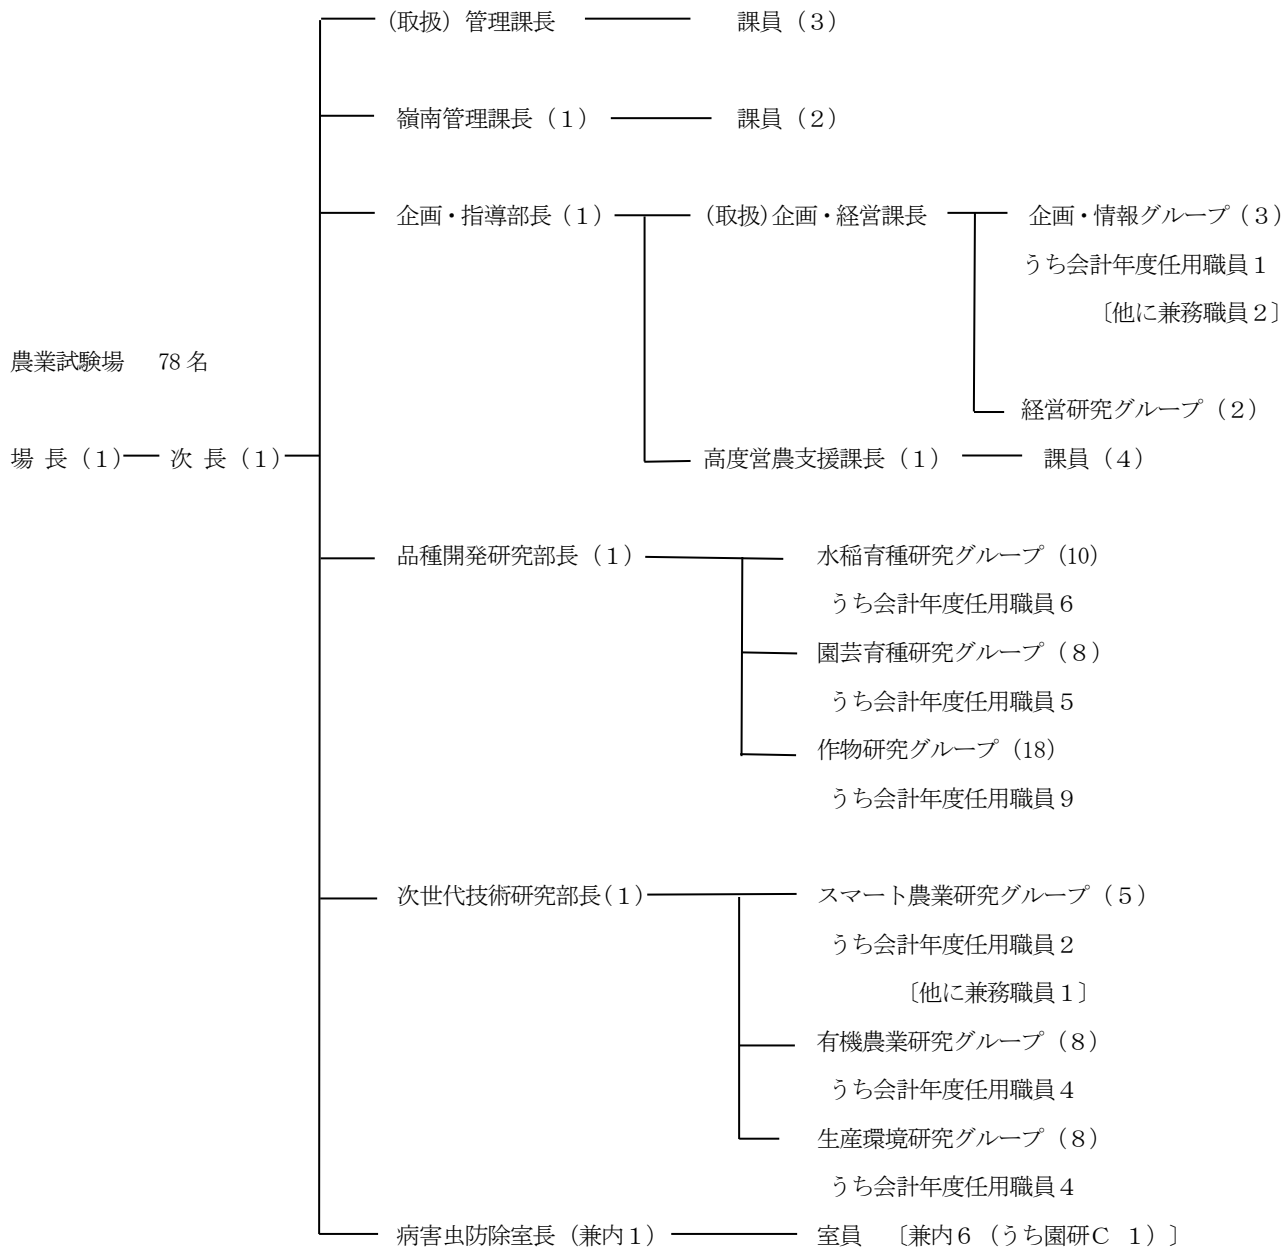 （取扱）管理課長　課員（３）
嶺南管理課長（１）　課員（２）
企画・指導部長（１）　（取扱）企画・経営課長　企画・情報グループ（３）
うち会計年度任用職員１
〔他に兼務職員２〕
農業試験場　78名
経営研究グループ（２）
場 長（１）　次 長（１）　高度営農支援課長（１）　課員（４）
品種開発研究部長（１）　水稲育種研究グループ（10）
うち会計年度任用職員６
園芸育種研究グループ（８）
うち会計年度任用職員５
作物研究グループ（18）
うち会計年度任用職員９
次世代技術研究部長（１）　スマート農業研究グループ（５）
うち会計年度任用職員２
〔他に兼務職員１〕
有機農業研究グループ（８）
うち会計年度任用職員４
生産環境研究グループ（８）
うち会計年度任用職員４
病害虫防除室長（兼内１）　室員　〔兼内６（うち園研Ｃ　１）〕